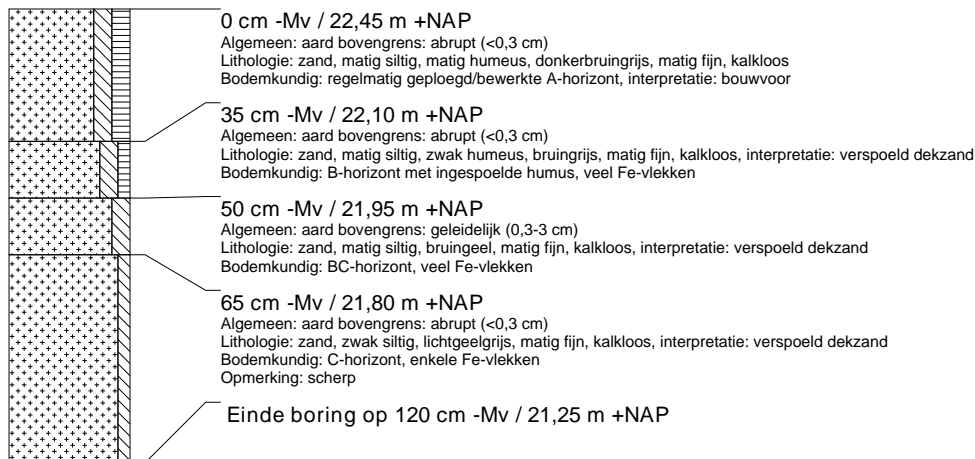 0 cm -Mv / 22,45 m +NAP
Algemeen: aard bovengrens: abrupt (<0,3 cm)
Lithologie: zand, matig siltig, matig humeus, donkerbruingrijs, matig fijn, kalkloos
Bodemkundig: regelmatig geploegd/bewerkte A-horizont, interpretatie: bouwvoor
35 cm -Mv / 22,10 m +NAP
Algemeen: aard bovengrens: abrupt (<0,3 cm)
Lithologie: zand, matig siltig, zwak humeus, bruingrijs, matig fijn, kalkloos, interpretatie: verspoeld dekzand
Bodemkundig: B-horizont met ingespoelde humus, veel Fe-vlekken
50 cm -Mv / 21,95 m +NAP
Algemeen: aard bovengrens: geleidelijk (0,3-3 cm)
Lithologie: zand, matig siltig, bruingeel, matig fijn, kalkloos, interpretatie: verspoeld dekzand
Bodemkundig: BC-horizont, veel Fe-vlekken
65 cm -Mv / 21,80 m +NAP
Algemeen: aard bovengrens: abrupt (<0,3 cm)
Lithologie: zand, zwak siltig, lichtgeelgrijs, matig fijn, kalkloos, interpretatie: verspoeld dekzand
Bodemkundig: C-horizont, enkele Fe-vlekken
Opmerking: scherp
Einde boring op 120 cm -Mv / 21,25 m +NAP